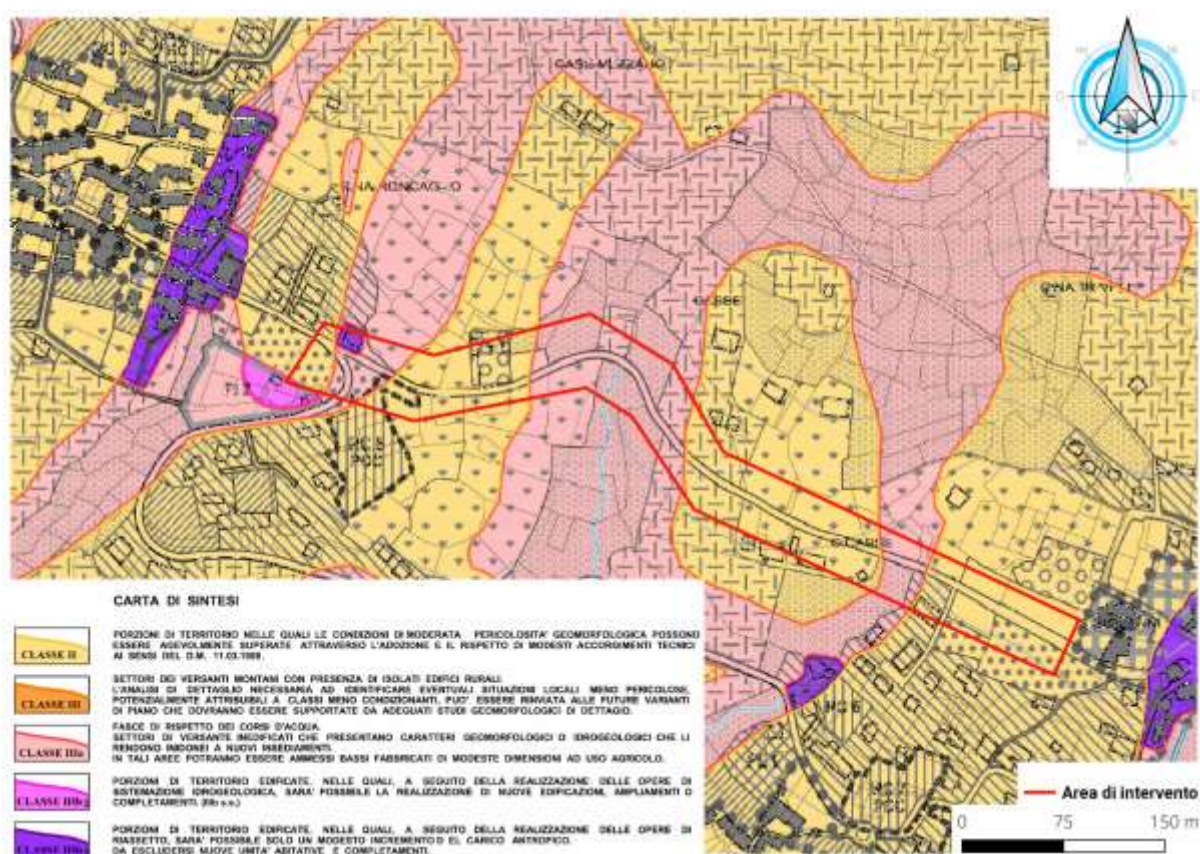 CASE MUZZANO
CNA RONCAGLIO
CARTA DI SINTESI
CLASSE II
PORZIONI DI TERRITORIO NELLE QUALI LE CONDIZIONI DI MODERATA PERICOLOSITA' GEOMORFOLOGICA POSSONO
ESSERE AGEVOLMENTE SUPERATE ATTRAVERSO L'ADOZIONE E IL RISPETTO DI MODESTI ACCORGIMENTI TECNICI
AI SENSI DEL D.M. 11.03.1988.
CLASSE III
SETTORI DEI VERSANTI MONTANI CON PRESENZA DI ISOLATI EDIFICI RURALI.
L'ANALISI DI DETTAGLIO NECESSARIA AD IDENTIFICARE EVENTUALI SITUAZIONI LOCALI MENO PERICOLOSE,
POTENZIALMENTE ATTRIBUIBILI A CLASSI MENO CONDIZIONANTI, PUO' ESSERE RINVIATA ALLE FUTURE VARIANTI
DI PIANO CHE DOVRANNO ESSERE SUPPORTATE DA ADEGUATI STUDI GEOMORFOLOGICI DI DETTAGLIO.
CLASSE IIIa
FASCE DI RISPETTO DEI CORSI D'ACQUA.
SETTORI DI VERSANTE INEDIFICATI CHE PRESENTANO CARATTERI GEOMORFOLOGICI O IDROGEOLOGICI CHE LI
RENDONO INIDONEI A NUOVI INSEDIAMENTI.
IN TALI AREE POTRANNO ESSERE AMMESSI BASSI FABBRICATI DI MODESTE DIMENSIONI AD USO AGRICOLO.
PORZIONI DI TERRITORIO EDIFICATE, NELLE QUALI, A SEGUITO DELLA REALIZZAZIONE DELLE OPERE DI
SISTEMAZIONE IDROGEOLOGICA, SARA' POSSIBILE LA REALIZZAZIONE DI NUOVE EDIFICAZIONI, AMPLIAMENTI O
COMPLETAMENTI. (IIIb s.s.)
PORZIONI DI TERRITORIO EDIFICATE, NELLE QUALI, A SEGUITO DELLA REALIZZAZIONE DELLE OPERE DI
RIASSETTO, SARA' POSSIBILE SOLO UN MODESTO INCREMENTO DEL CARICO ANTROPICO.
DA ESCLUDERSI NUOVE UNITA' ABITATIVE E COMPLETAMENTI.
N
Area di intervento
0 75 150 m